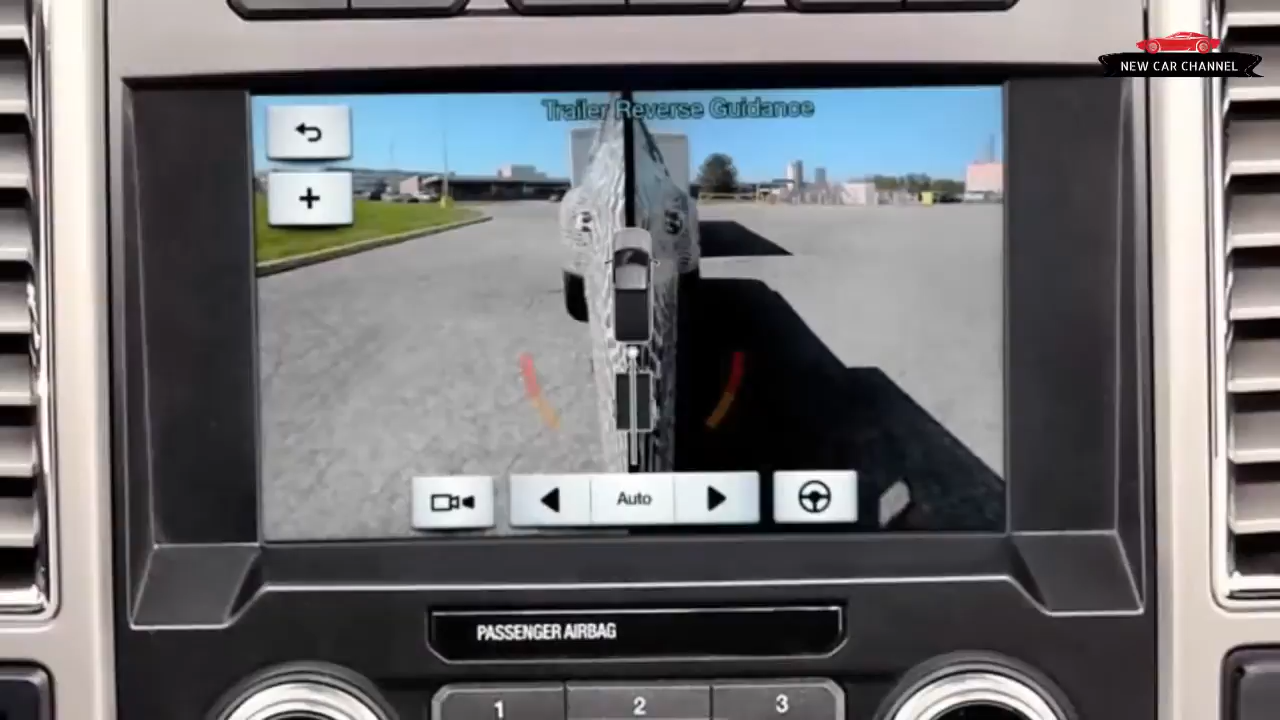 NEW CAR CHANNEL
Trailer Reverse Guidance
+
Auto
PASSENGER AIRBAG
1 2 3